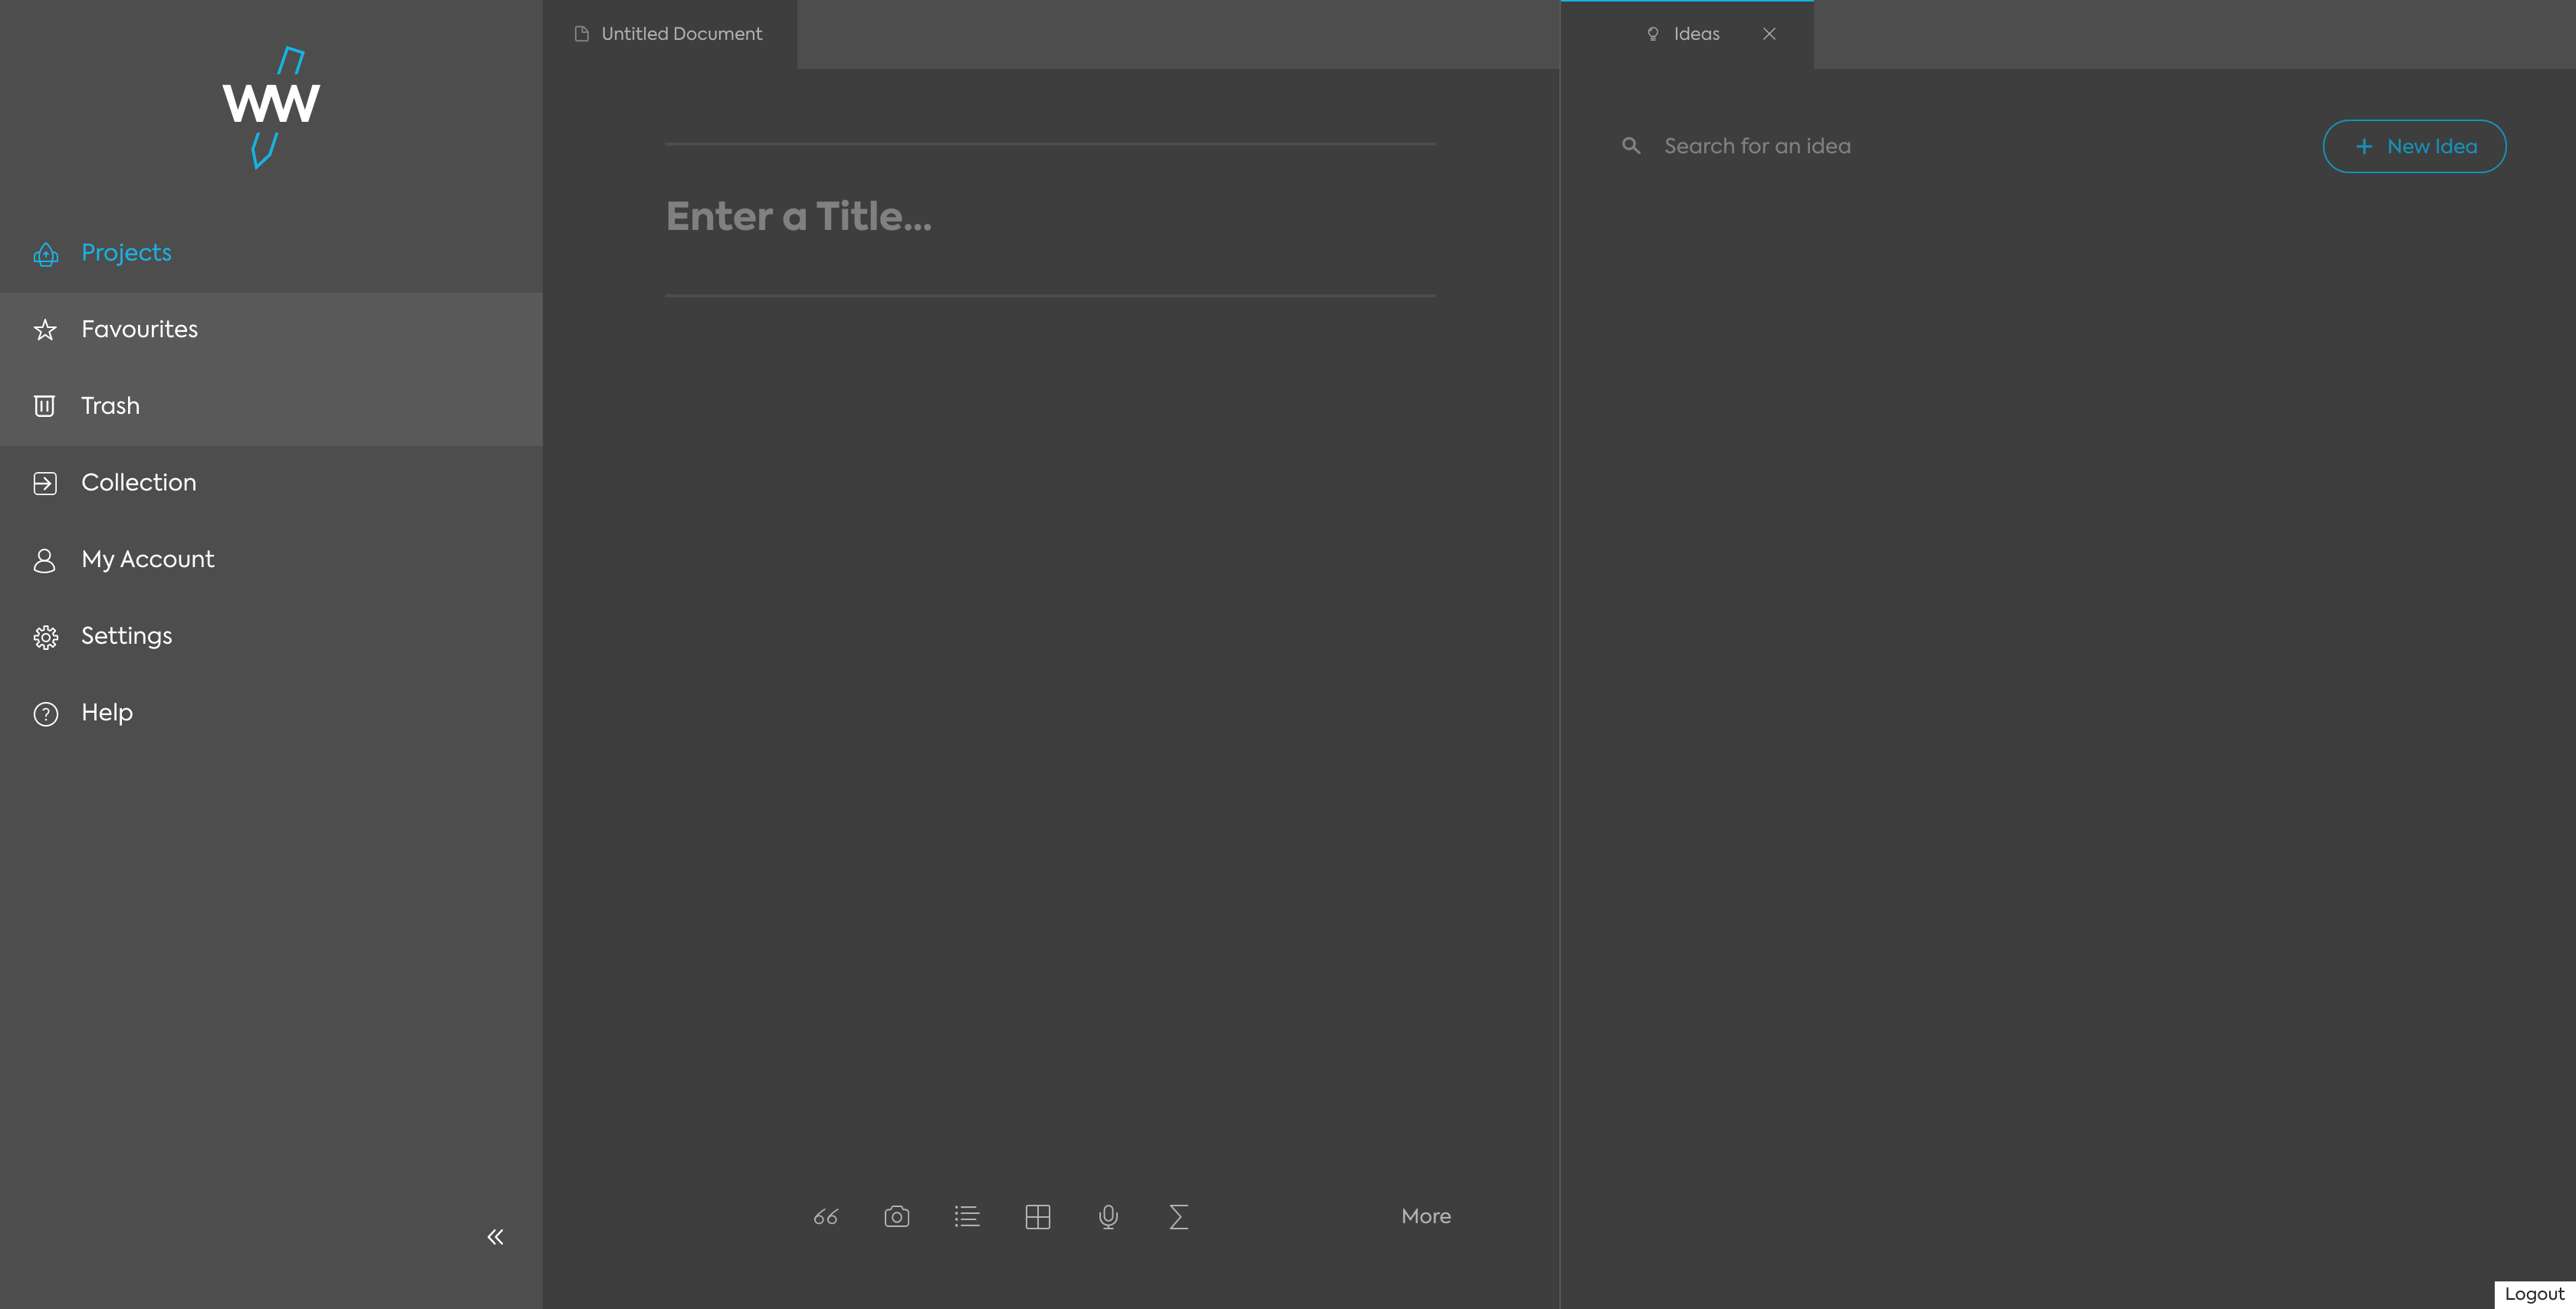 WW
Projects
Favourites
Trash
Collection
My Account
Settings
Help
Untitled Document
Enter a Title...
More
Ideas
Search for an idea
+ New Idea
Logout